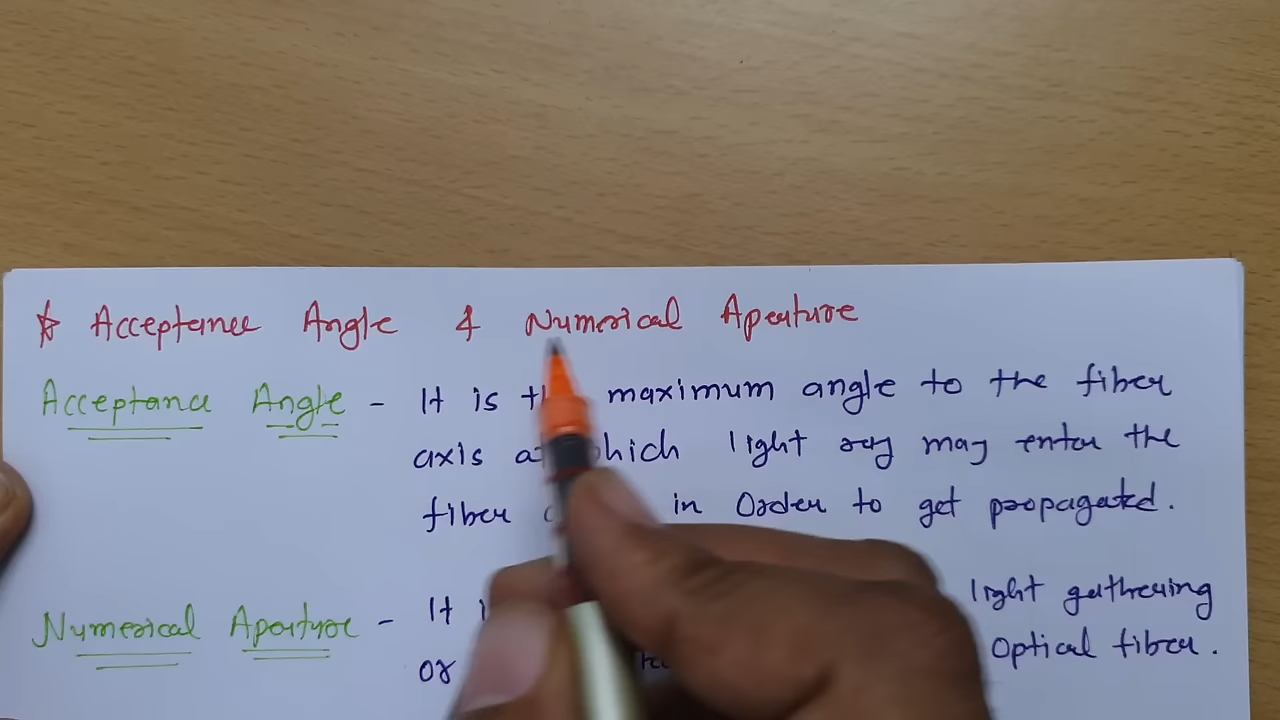 ☆ Acceptance Angle & Numerical Aperture
Acceptance Angle - It is the maximum angle to the fiber
axis at which light ray may enter the
fiber in order to get propagated.
Numerical Aperture - It light gathering
or optical fiber.